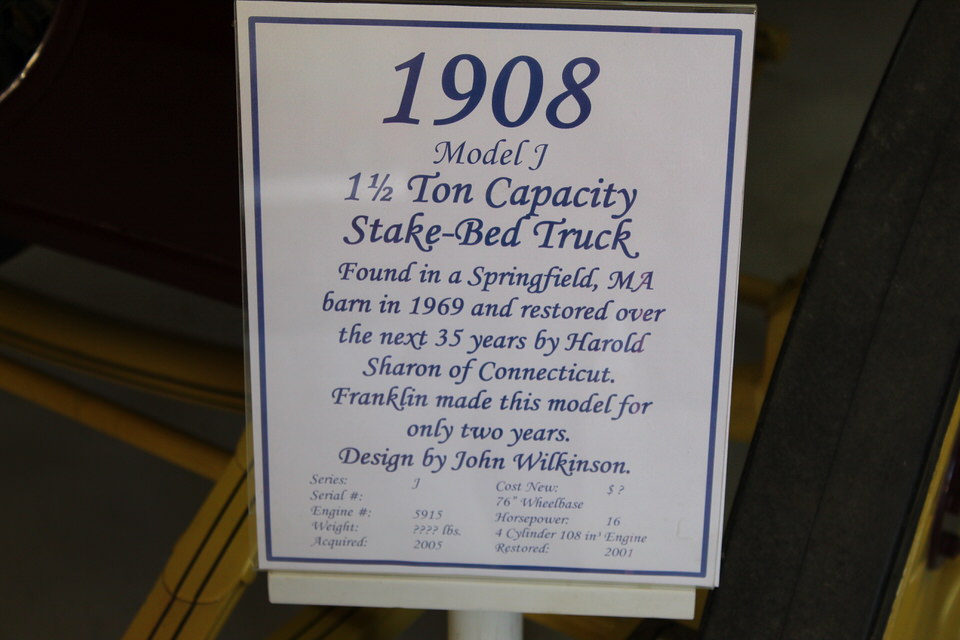 1908
Model J
1½ Ton Capacity
Stake-Bed Truck
Found in a Springfield, MA
barn in 1969 and restored over
the next 35 years by Harold
Sharon of Connecticut.
Franklin made this model for
only two years.
Design by John Wilkinson.
Series: J
Serial #:
Engine #: 5915
Weight: ???? lbs.
Acquired: 2005
Cost New: $ ?
76" Wheelbase
Horsepower: 16
4 Cylinder 108 in³ Engine
Restored: 2001